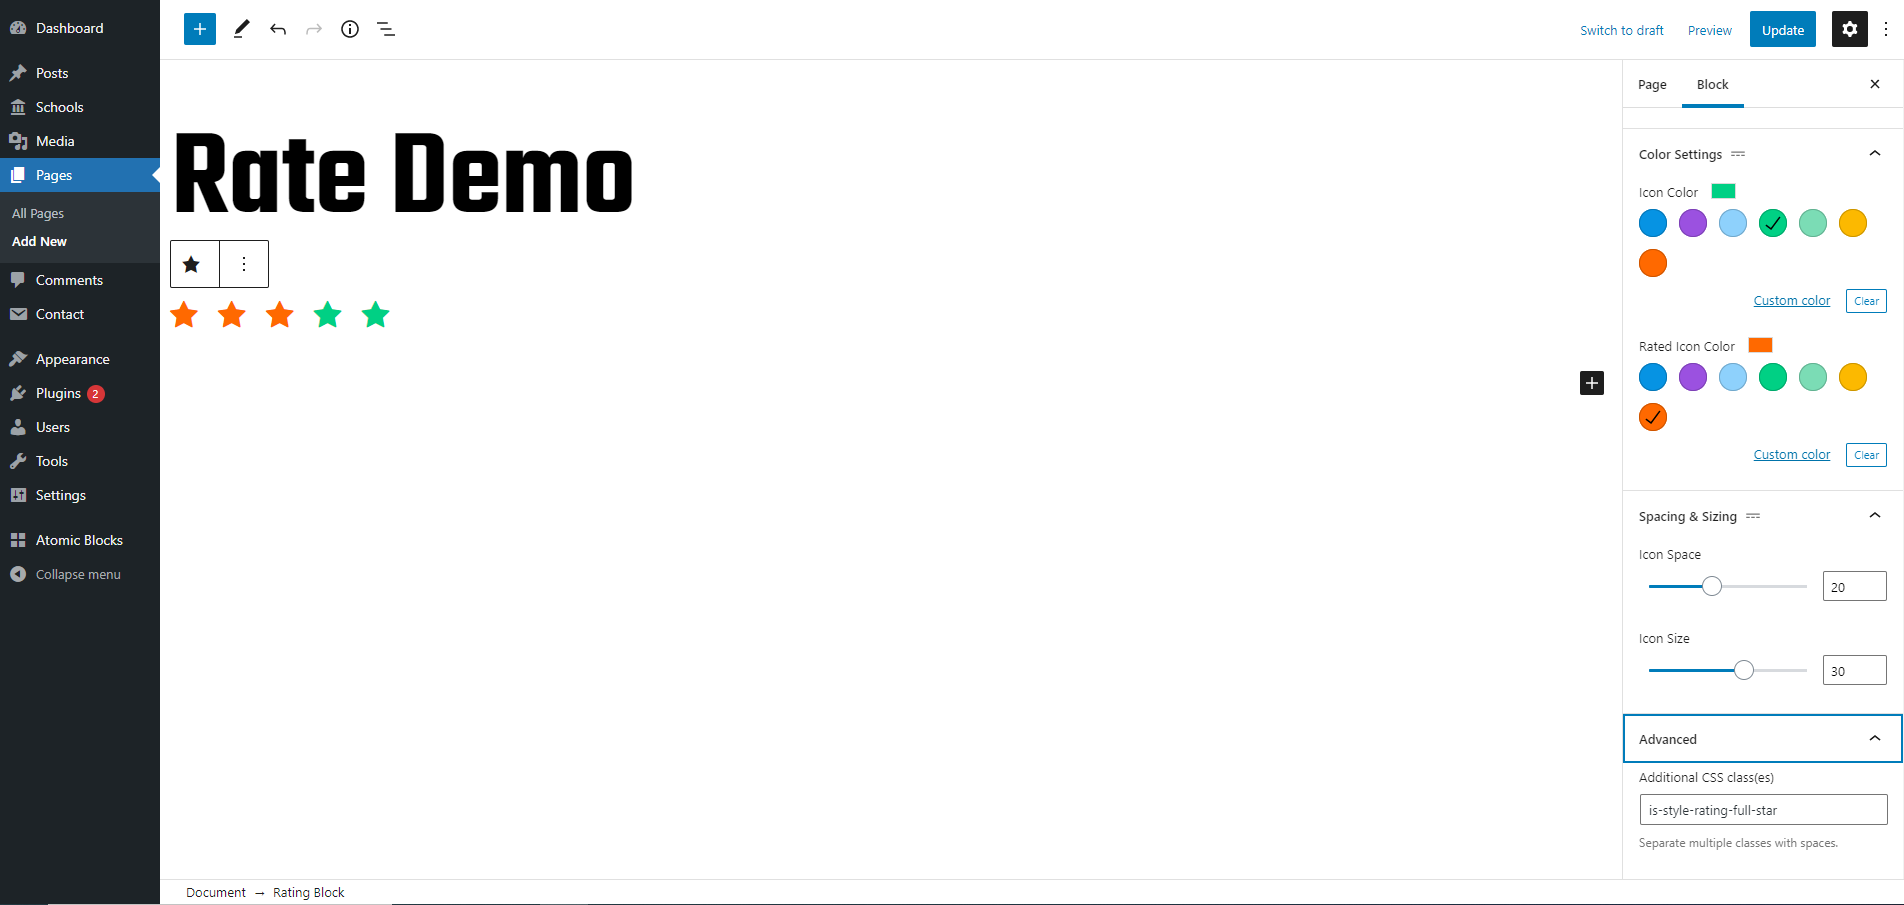 Dashboard
Posts
Schools
Media
Pages
All Pages
Add New
Comments
Contact
Appearance
Plugins 2
Users
Tools
Settings
Atomic Blocks
Collapse menu
Switch to draft
Preview
Update
Rate Demo
Page
Block
Color Settings
Icon Color
Custom color
Clear
Rated Icon Color
Custom color
Clear
Spacing & Sizing
Icon Space
20
Icon Size
30
Advanced
Additional CSS class(es)
is-style-rating-full-star
Separate multiple classes with spaces.
Document → Rating Block